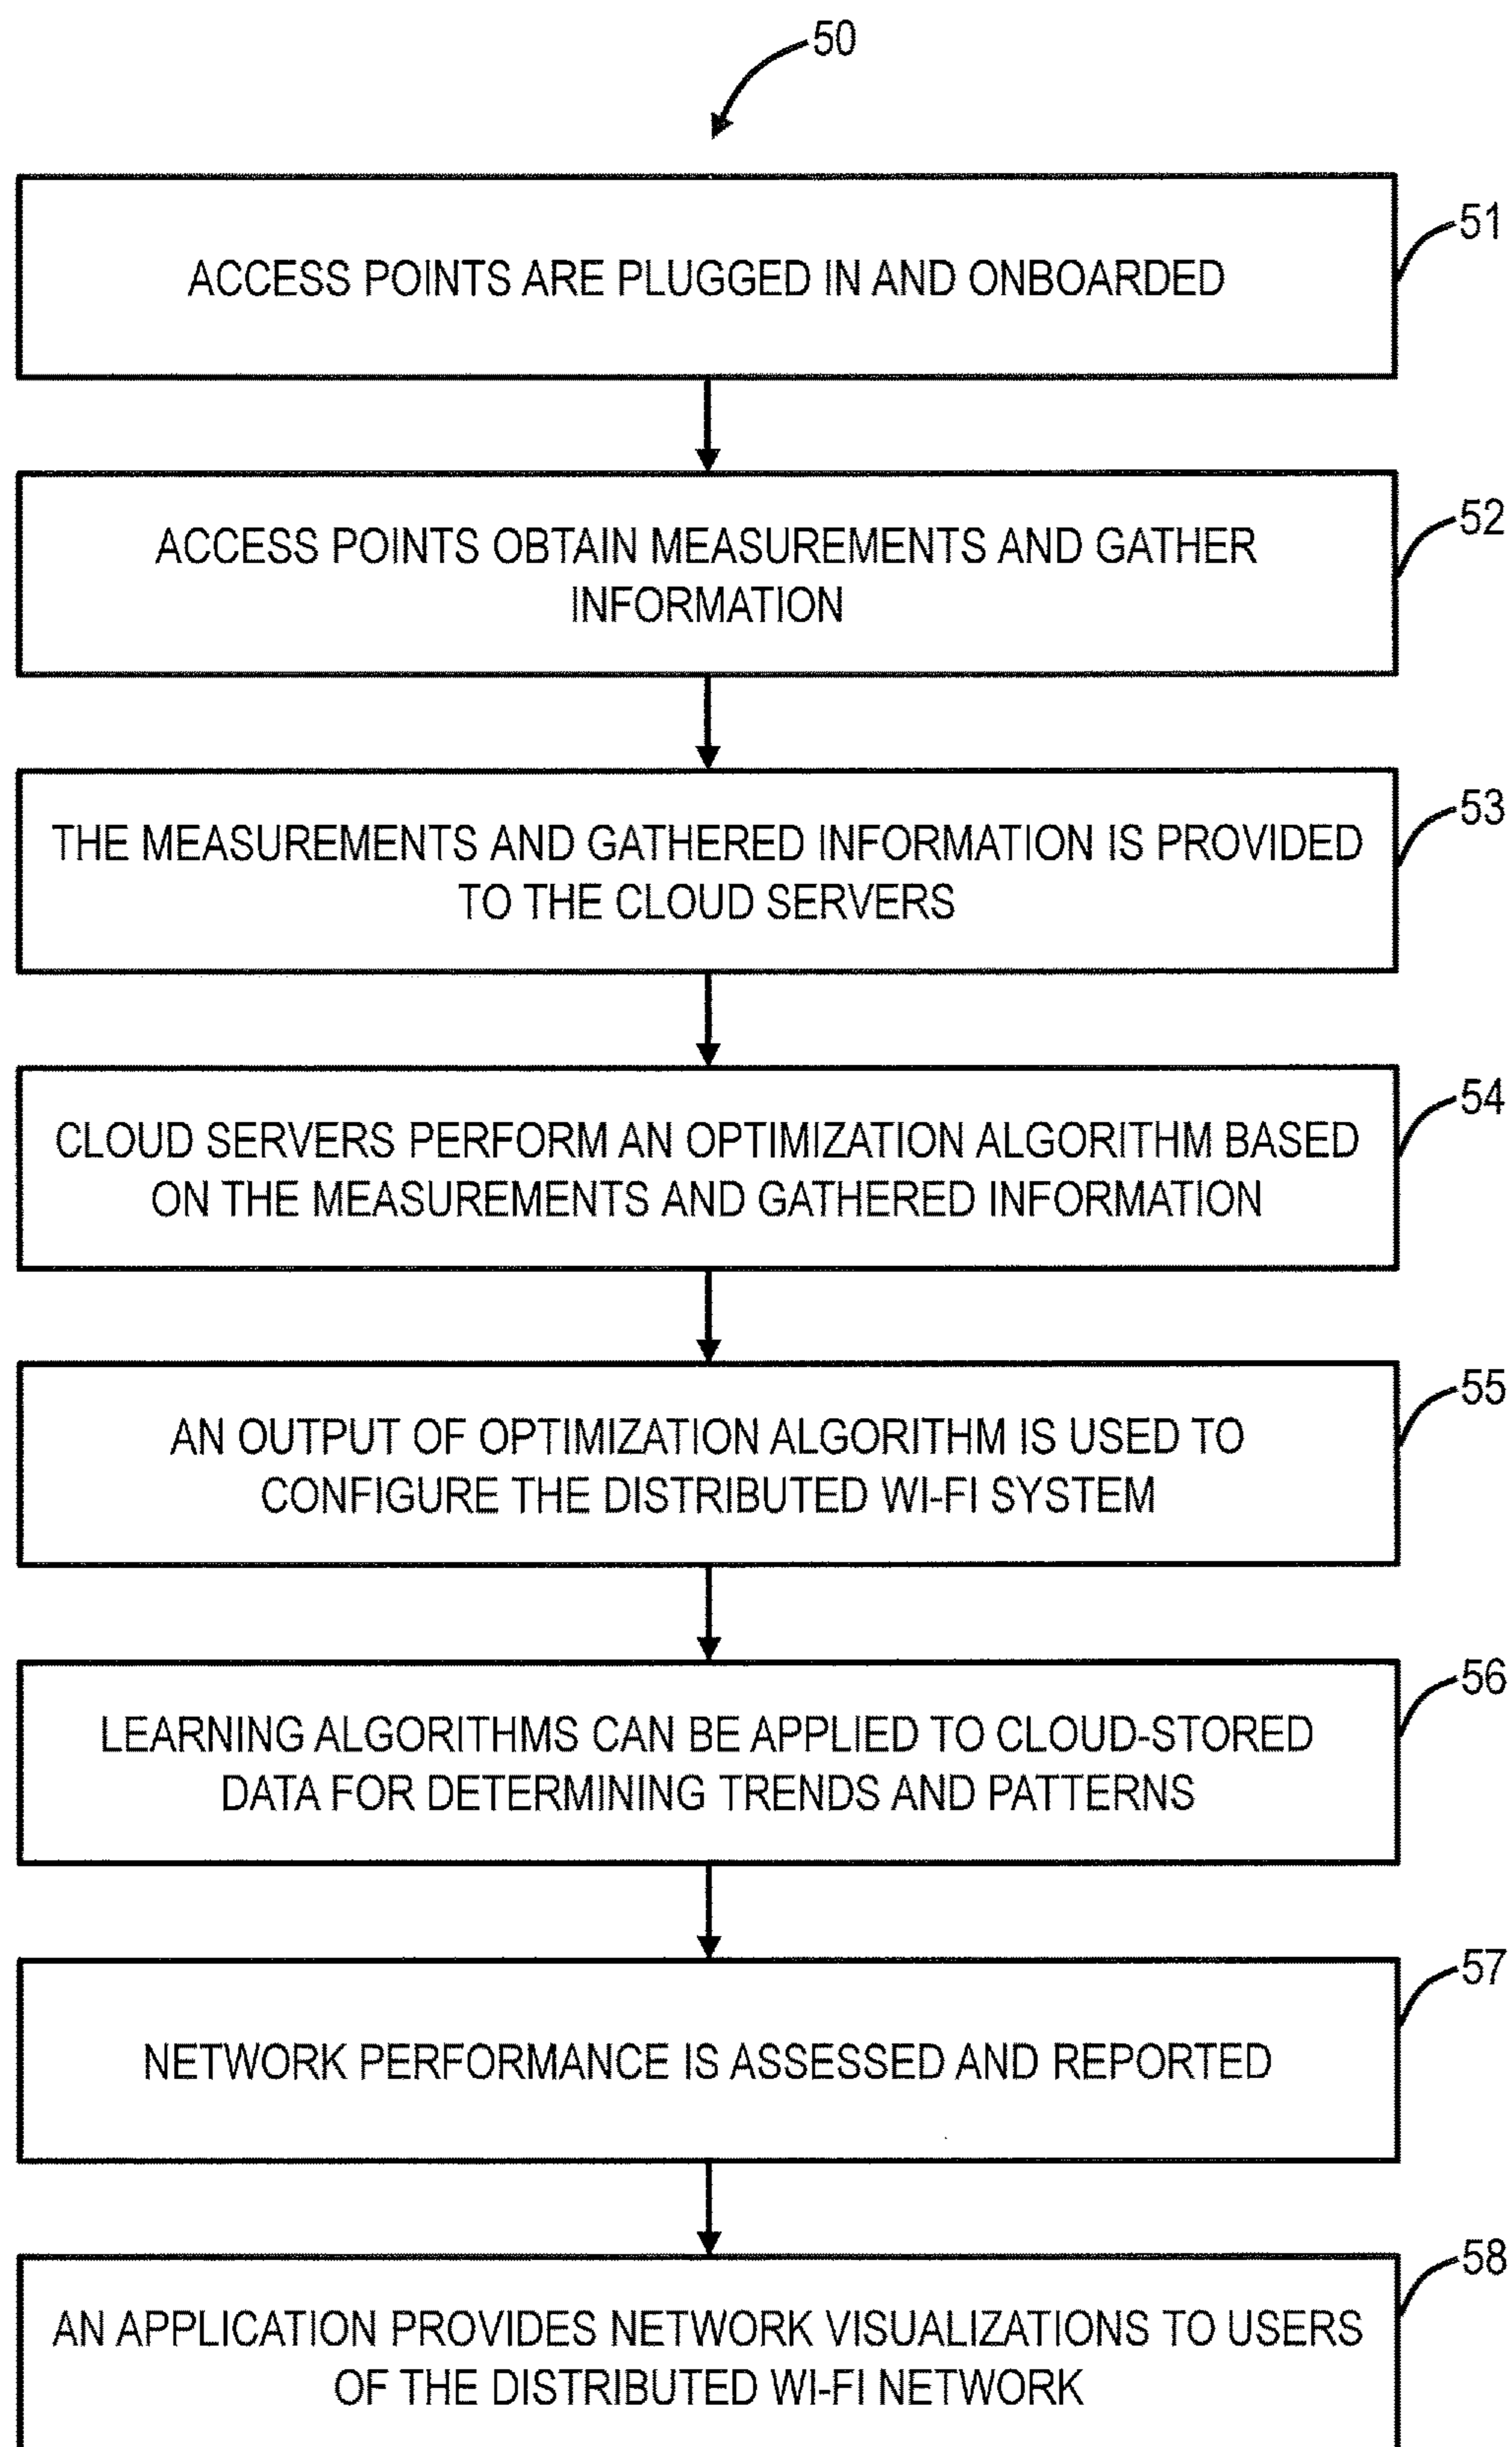 50
ACCESS POINTS ARE PLUGGED IN AND ONBOARDED
51
ACCESS POINTS OBTAIN MEASUREMENTS AND GATHER
INFORMATION
52
THE MEASUREMENTS AND GATHERED INFORMATION IS PROVIDED
TO THE CLOUD SERVERS
53
CLOUD SERVERS PERFORM AN OPTIMIZATION ALGORITHM BASED
ON THE MEASUREMENTS AND GATHERED INFORMATION
54
AN OUTPUT OF OPTIMIZATION ALGORITHM IS USED TO
CONFIGURE THE DISTRIBUTED WI-FI SYSTEM
55
LEARNING ALGORITHMS CAN BE APPLIED TO CLOUD-STORED
DATA FOR DETERMINING TRENDS AND PATTERNS
56
NETWORK PERFORMANCE IS ASSESSED AND REPORTED
57
AN APPLICATION PROVIDES NETWORK VISUALIZATIONS TO USERS
OF THE DISTRIBUTED WI-FI NETWORK
58